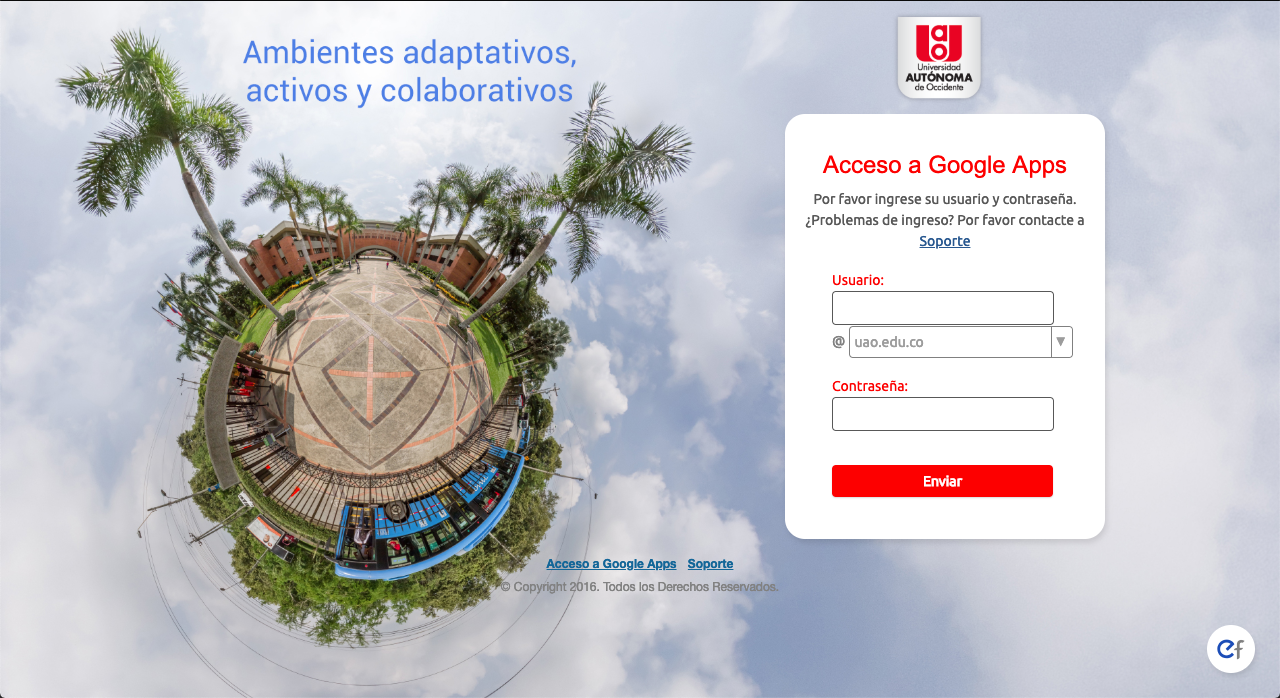 Ambientes adaptativos,
activos y colaborativos
Universidad
AUTÓNOMA
de Occidente
Acceso a Google Apps
Por favor ingrese su usuario y contraseña.
¿Problemas de ingreso? Por favor contacte a
Soporte
Usuario:
@ uao.edu.co ▼
Contraseña:
Enviar
Acceso a Google Apps Soporte
© Copyright 2016. Todos los Derechos Reservados.
ef